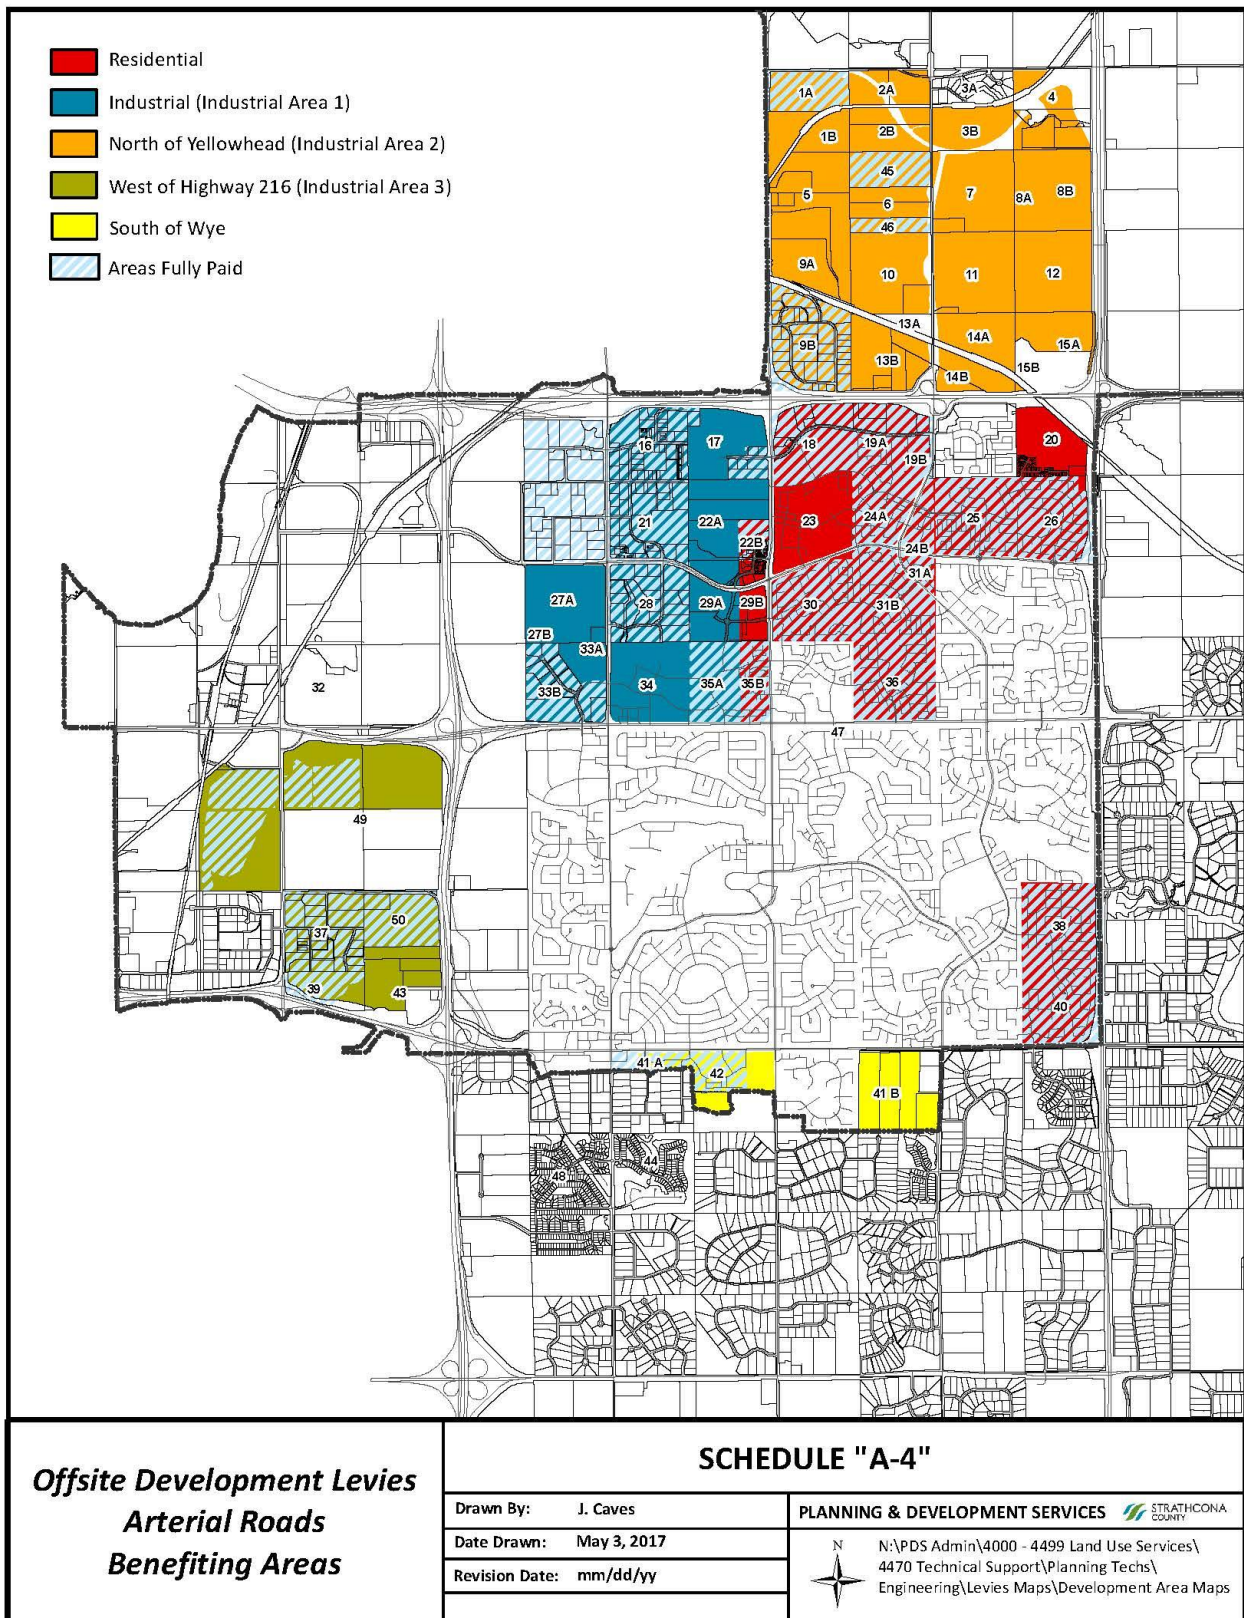 Residential
Industrial (Industrial Area 1)
North of Yellowhead (Industrial Area 2)
West of Highway 216 (Industrial Area 3)
South of Wye
Areas Fully Paid
1A
2A
3A
4
1B
2B
3B
45
5
6
7
8A
8B
46
9A
10
11
12
13A
9B
13B
14A
14B
15A
15B
16
17
18
19A
19B
20
21
22A
22B
23
24A
24B
25
26
27A
27B
28
29A
29B
30
31A
31B
32
33A
33B
34
35A
35B
36
47
49
37
50
38
39
43
40
41 A
42
41 B
44
48
Offsite Development Levies
Arterial Roads
Benefiting Areas
SCHEDULE "A-4"
Drawn By: J. Caves
Date Drawn: May 3, 2017
Revision Date: mm/dd/yy
PLANNING & DEVELOPMENT SERVICES
STRATHCONA
COUNTY
N
N:\PDS Admin\4000 - 4499 Land Use Services\
4470 Technical Support\Planning Techs\
Engineering\Levies Maps\Development Area Maps